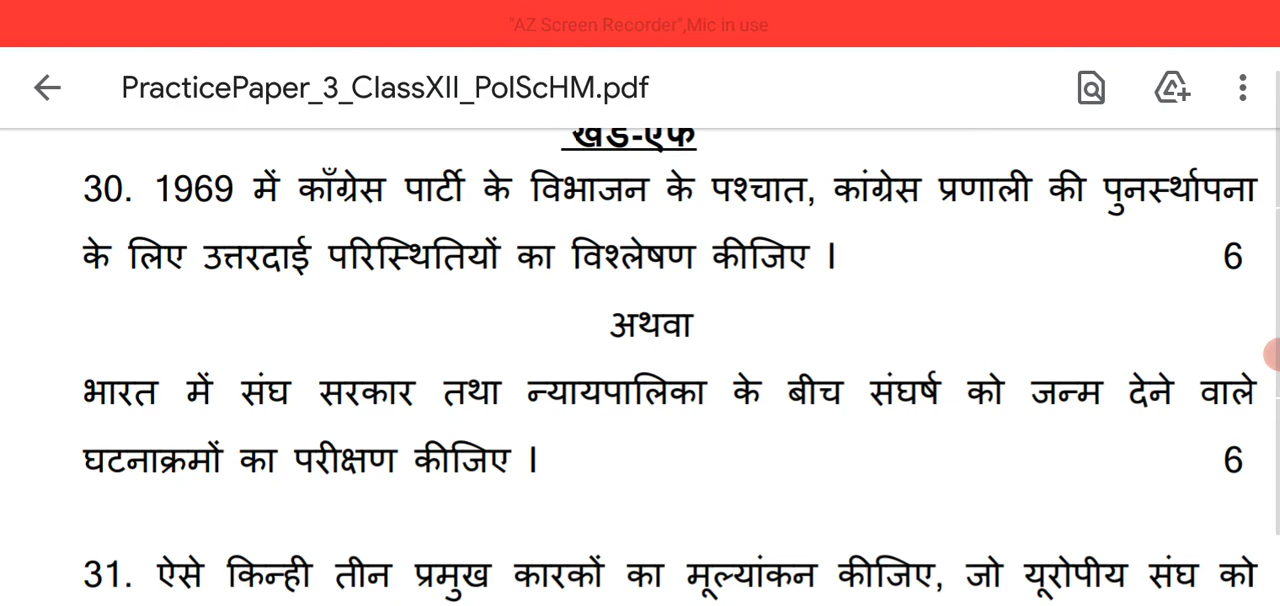 "AZ Screen Recorder",Mic in use
PracticePaper_3_ClassXII_PolScHM.pdf
खंड-एफ
30. 1969 में काँग्रेस पार्टी के विभाजन के पश्चात, कांग्रेस प्रणाली की पुनर्स्थापना
के लिए उत्तरदाई परिस्थितियों का विश्लेषण कीजिए । 6
अथवा
भारत में संघ सरकार तथा न्यायपालिका के बीच संघर्ष को जन्म देने वाले
घटनाक्रमों का परीक्षण कीजिए । 6
31. ऐसे किन्ही तीन प्रमुख कारकों का मूल्यांकन कीजिए, जो यूरोपीय संघ को